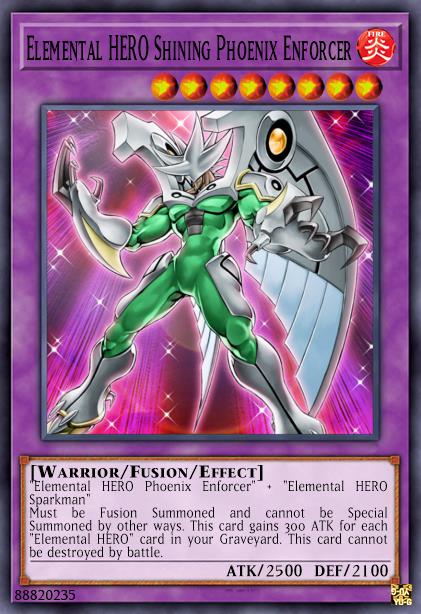 Elemental HERO Shining Phoenix Enforcer
FIRE
炎
[Warrior/Fusion/Effect]
"Elemental HERO Phoenix Enforcer" + "Elemental HERO
Sparkman"
Must be Fusion Summoned and cannot be Special
Summoned by other ways. This card gains 300 ATK for each
"Elemental HERO" card in your Graveyard. This card cannot
be destroyed by battle.
ATK/2500 DEF/2100
88820235